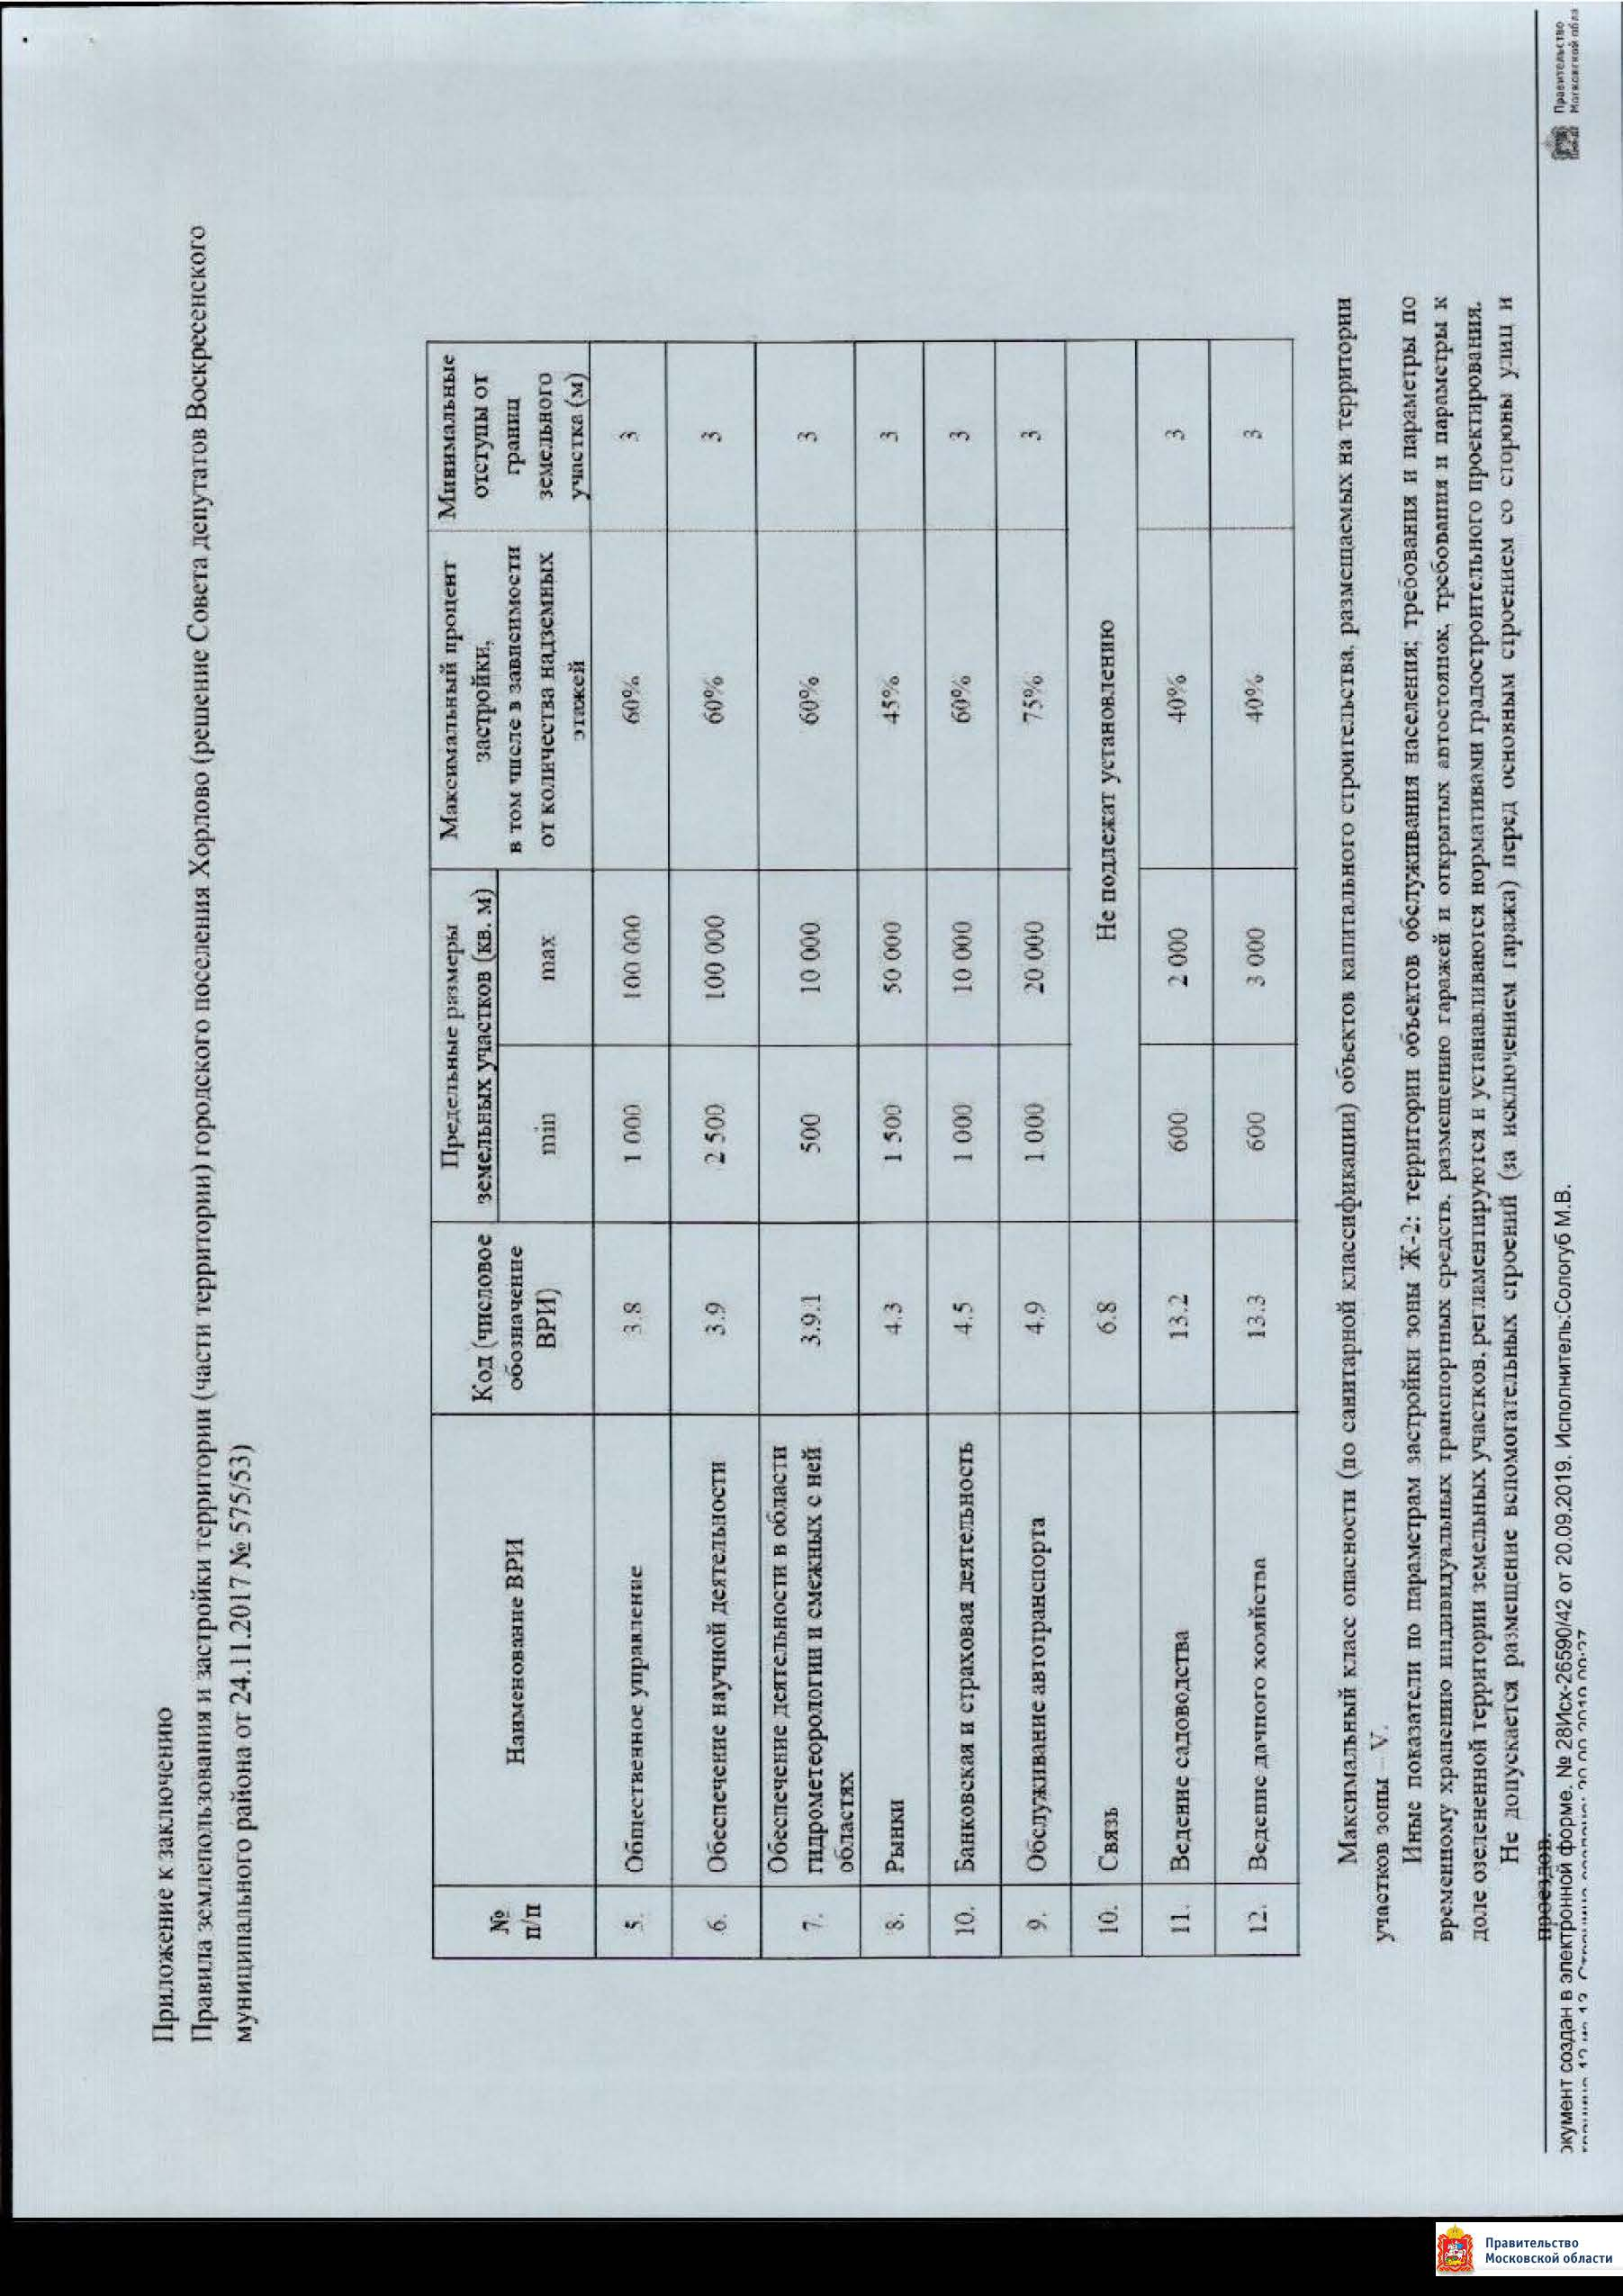 Приложение к заключению
Правила землепользования и застройки территории (части территории) городского поселения Хорлово (решение Совета депутатов Воскресенского
муниципального района от 24.11.2017 № 575/53)
№ п/п
Наименование ВРИ
Код (числовое обозначение ВРИ)
Предельные размеры земельных участков (кв. м)
min
max
Максимальный процент застройки, в том числе в зависимости от количества надземных этажей
Минимальные отступы от границ земельного участка (м)
5. Общественное управление 3.8 1 000 100 000 60% 3
6. Обеспечение научной деятельности 3.9 2 500 100 000 60% 3
7. Обеспечение деятельности в области гидрометеорологии и смежных с ней областях 3.9.1 500 10 000 60% 3
8. Рынки 4.3 1 500 50 000 45% 3
10. Банковская и страховая деятельность 4.5 1 000 10 000 60% 3
9. Обслуживание автотранспорта 4.9 1 000 20 000 75% 3
10. Связь 6.8 Не подлежат установлению
11. Ведение садоводства 13.2 600 2 000 40% 3
12. Ведение дачного хозяйства 13.3 600 3 000 40% 3
Максимальный класс опасности (по санитарной классификации) объектов капитального строительства, размещаемых на территории
участков зоны – V.
Иные показатели по параметрам застройки зоны Ж-2: территории объектов обслуживания населения; требования и параметры по
временному хранению индивидуальных транспортных средств, размещению гаражей и открытых автостоянок, требования и параметры к
доле озелененной территории земельных участков, регламентируются и устанавливаются нормативами градостроительного проектирования.
Не допускается размещение вспомогательных строений (за исключением гаража) перед основным строением со стороны улиц и
проездов.
окумент создан в электронной форме. № 28Исх-26590/42 от 20.09.2019. Исполнитель:Сологуб М.В.
Правительство
Московской обла
Правительство
Московской области